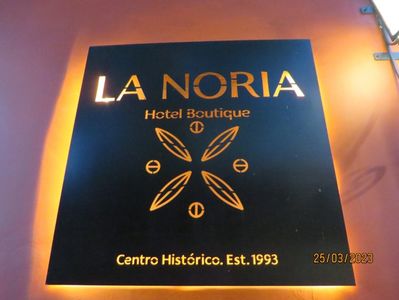 LA NORIA
Hotel Boutique
Centro Histórico. Est. 1993
25/03/2023